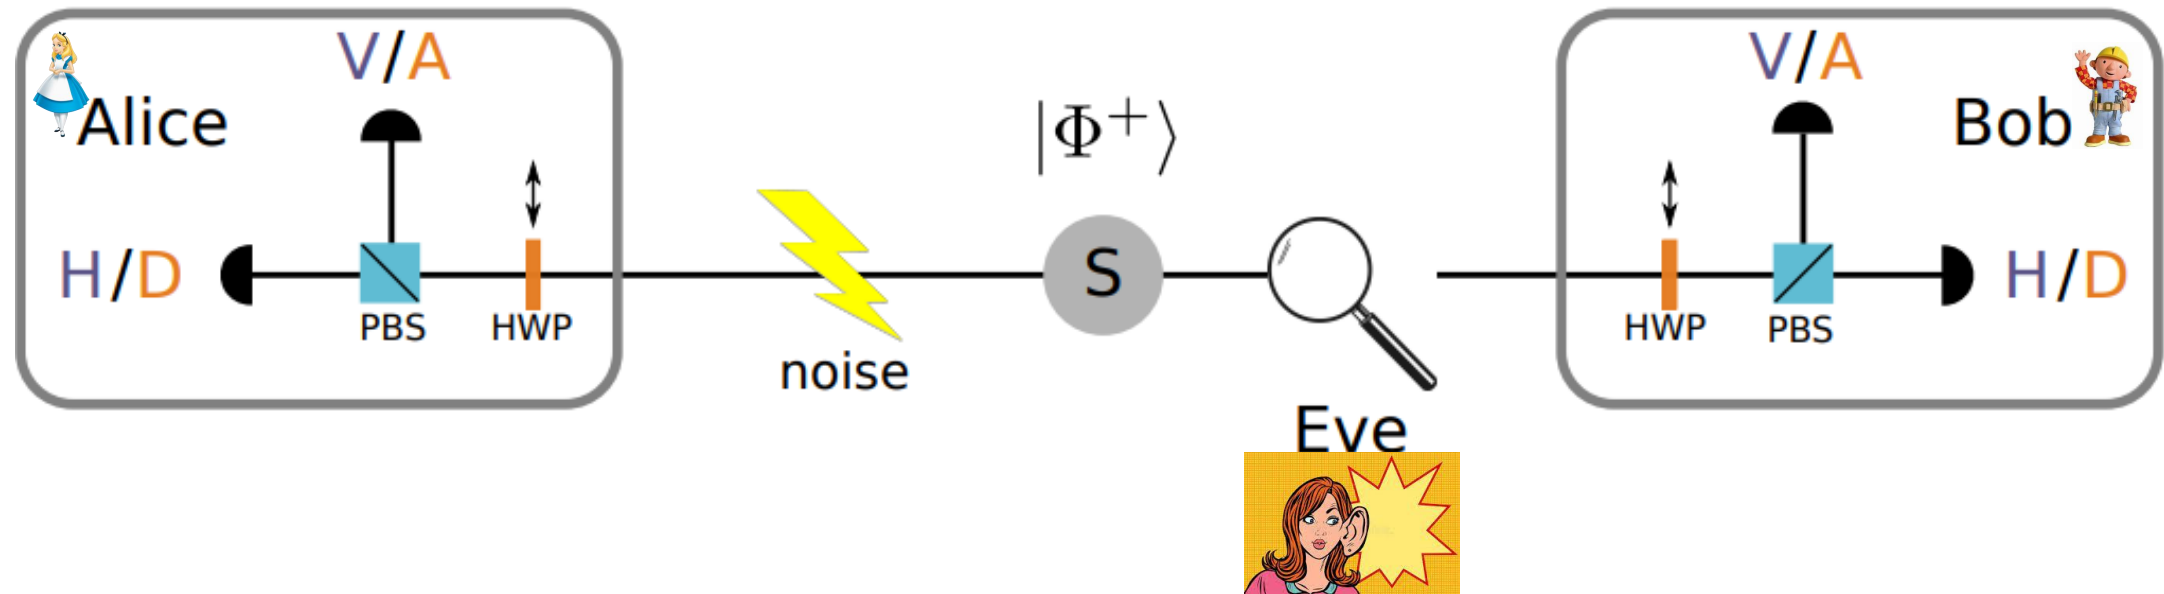 V/A
Alice
H/D
PBS
HWP
noise
|Φ⁺⟩
S
Eve
V/A
Bob
H/D
HWP
PBS